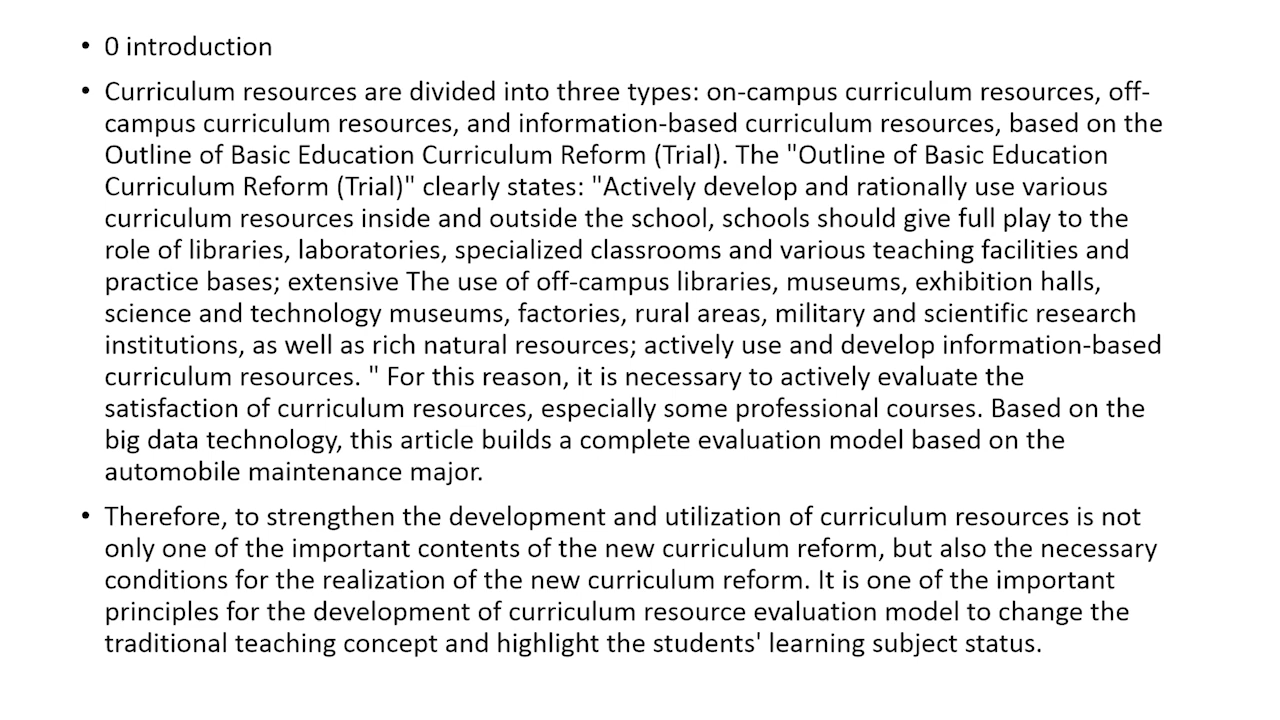 • 0 introduction
• Curriculum resources are divided into three types: on-campus curriculum resources, off-
campus curriculum resources, and information-based curriculum resources, based on the
Outline of Basic Education Curriculum Reform (Trial). The "Outline of Basic Education
Curriculum Reform (Trial)" clearly states: "Actively develop and rationally use various
curriculum resources inside and outside the school, schools should give full play to the
role of libraries, laboratories, specialized classrooms and various teaching facilities and
practice bases; extensive The use of off-campus libraries, museums, exhibition halls,
science and technology museums, factories, rural areas, military and scientific research
institutions, as well as rich natural resources; actively use and develop information-based
curriculum resources. " For this reason, it is necessary to actively evaluate the
satisfaction of curriculum resources, especially some professional courses. Based on the
big data technology, this article builds a complete evaluation model based on the
automobile maintenance major.
• Therefore, to strengthen the development and utilization of curriculum resources is not
only one of the important contents of the new curriculum reform, but also the necessary
conditions for the realization of the new curriculum reform. It is one of the important
principles for the development of curriculum resource evaluation model to change the
traditional teaching concept and highlight the students' learning subject status.